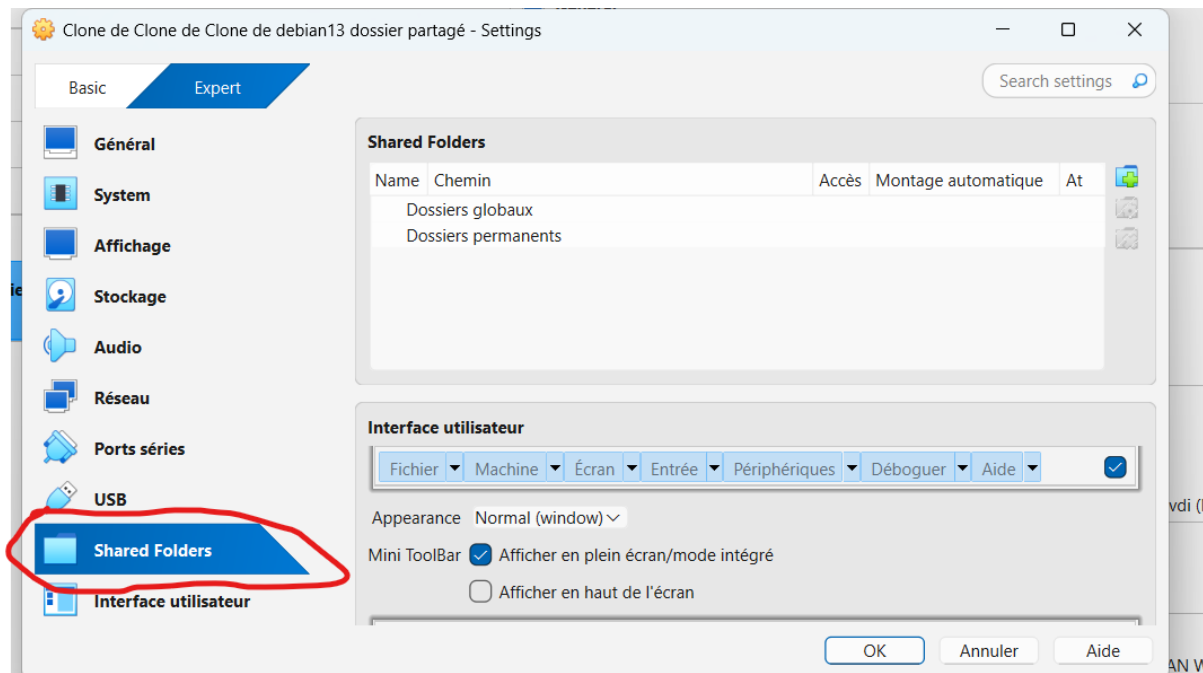 Clone de Clone de Clone de debian13 dossier partagé - Settings
Basic
Expert
Search settings
Général
System
Affichage
Stockage
Audio
Réseau
Ports séries
USB
Shared Folders
Interface utilisateur
Shared Folders
Name Chemin Accès Montage automatique At
Dossiers globaux
Dossiers permanents
Interface utilisateur
Fichier Machine Écran Entrée Périphériques Déboguer Aide
Appearance Normal (window)
Mini ToolBar Afficher en plein écran/mode intégré
Afficher en haut de l'écran
OK Annuler Aide